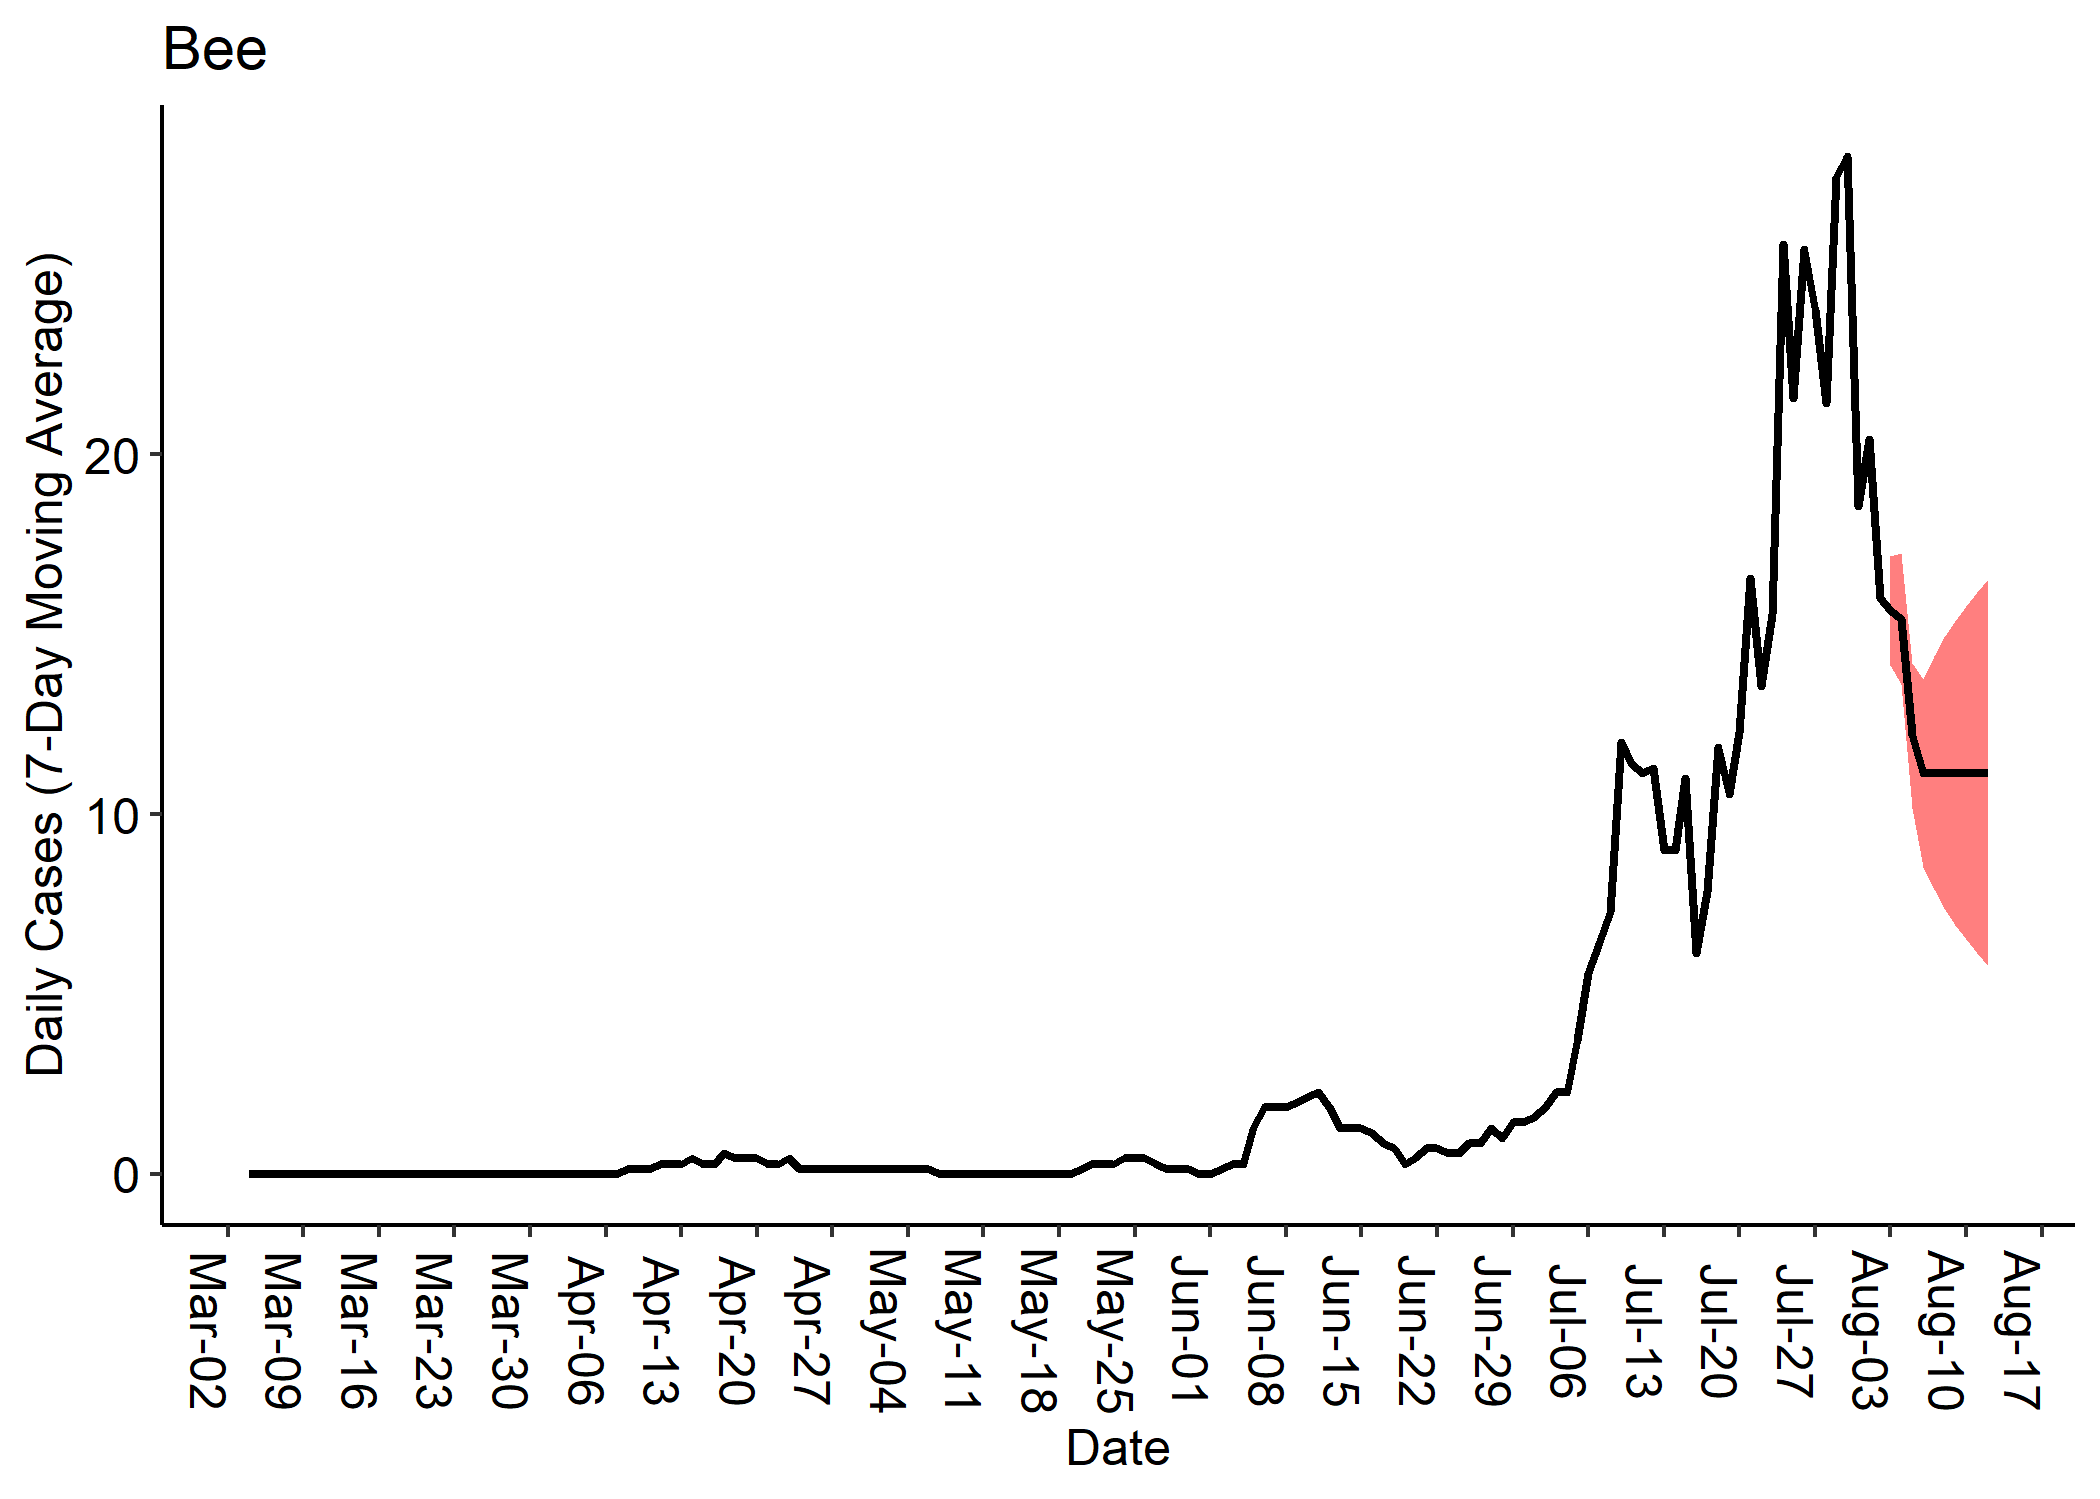 Bee
Daily Cases (7-Day Moving Average)
20
10
0
Mar-02
Mar-09
Mar-16
Mar-23
Mar-30
Apr-06
Apr-13
Apr-20
Apr-27
May-04
May-11
May-18
May-25
Jun-01
Jun-08
Jun-15
Jun-22
Jun-29
Jul-06
Jul-13
Jul-20
Jul-27
Aug-03
Aug-10
Aug-17
Date